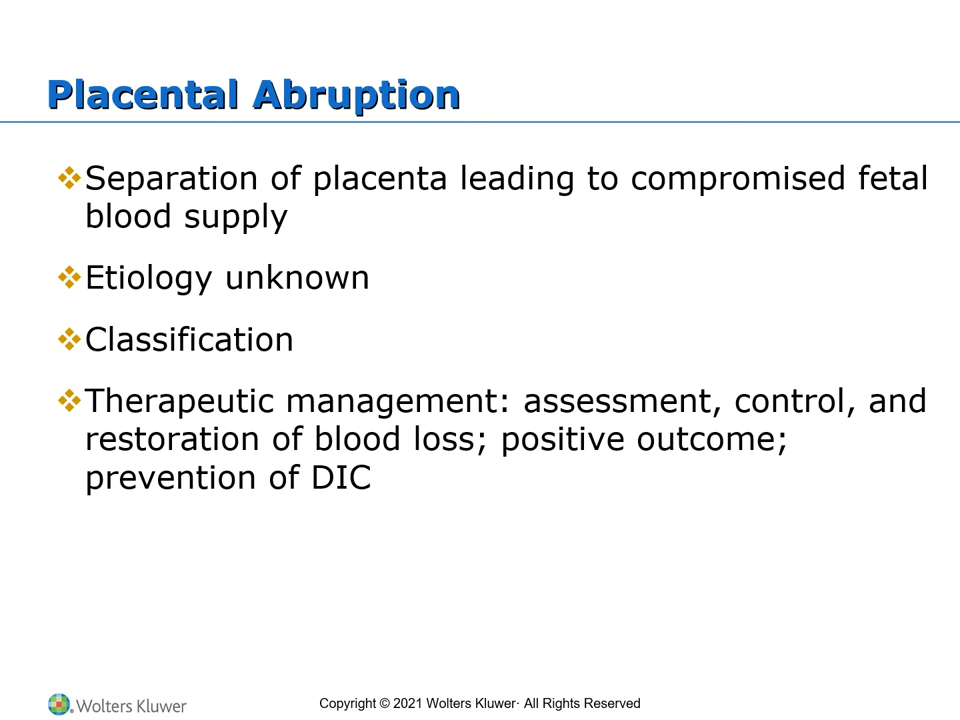 Placental Abruption
❖Separation of placenta leading to compromised fetal
blood supply
❖Etiology unknown
❖Classification
❖Therapeutic management: assessment, control, and
restoration of blood loss; positive outcome;
prevention of DIC
Wolters Kluwer
Copyright © 2021 Wolters Kluwer· All Rights Reserved